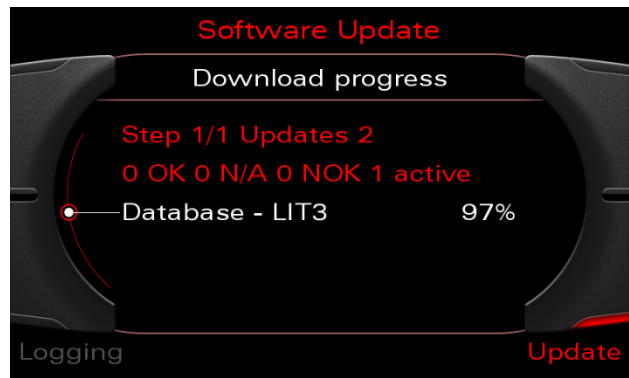 Software Update
Download progress
Step 1/1 Updates 2
0 OK 0 N/A 0 NOK 1 active
Database - LIT3 97%
Logging Update